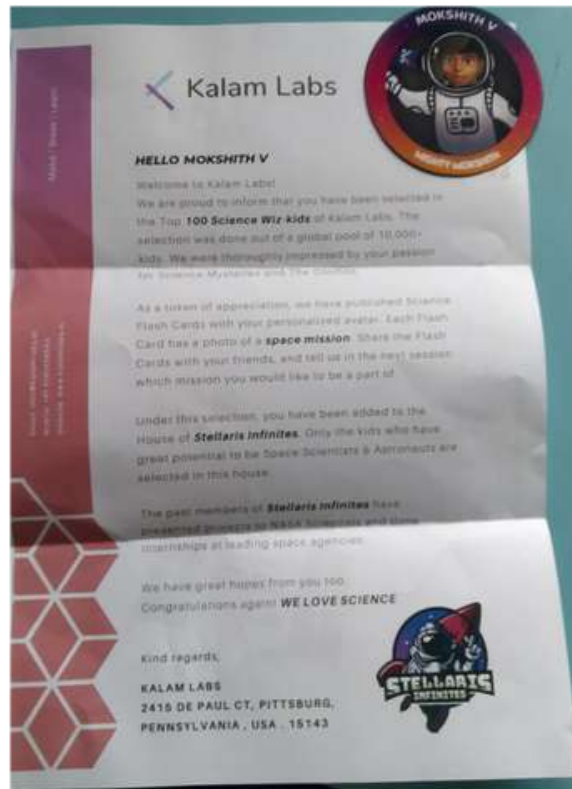 MOKSHITH V
MIGHTY MOKSHITH
Kalam Labs
HELLO MOKSHITH V
Welcome to Kalam Labs!
We are proud to inform that you have been selected in
the Top 100 Science Wiz-kids of Kalam Labs. The
selection was done out of a global pool of 10,000+
kids. We were thoroughly impressed by your passion
for Science Mysteries and The Cosmos.
As a token of appreciation, we have published Science
Flash Cards with your personalized avatar. Each Flash
Card has a photo of a space mission. Share the Flash
Cards with your friends, and tell us in the next session
which mission you would like to be a part of
Under this selection, you have been added to the
House of Stellaris Infinites. Only the kids who have
great potential to be Space Scientists & Astronauts are
selected in this house.
The past members of Stellaris Infinites have
presented projects to NASA Scientists and done
internships at leading space agencies.
We have great hopes from you too.
Congratulations again! WE LOVE SCIENCE
Kind regards,
KALAM LABS
2415 DE PAUL CT, PITTSBURG,
PENNSYLVANIA , USA . 15143
STELLARIS
INFINITES